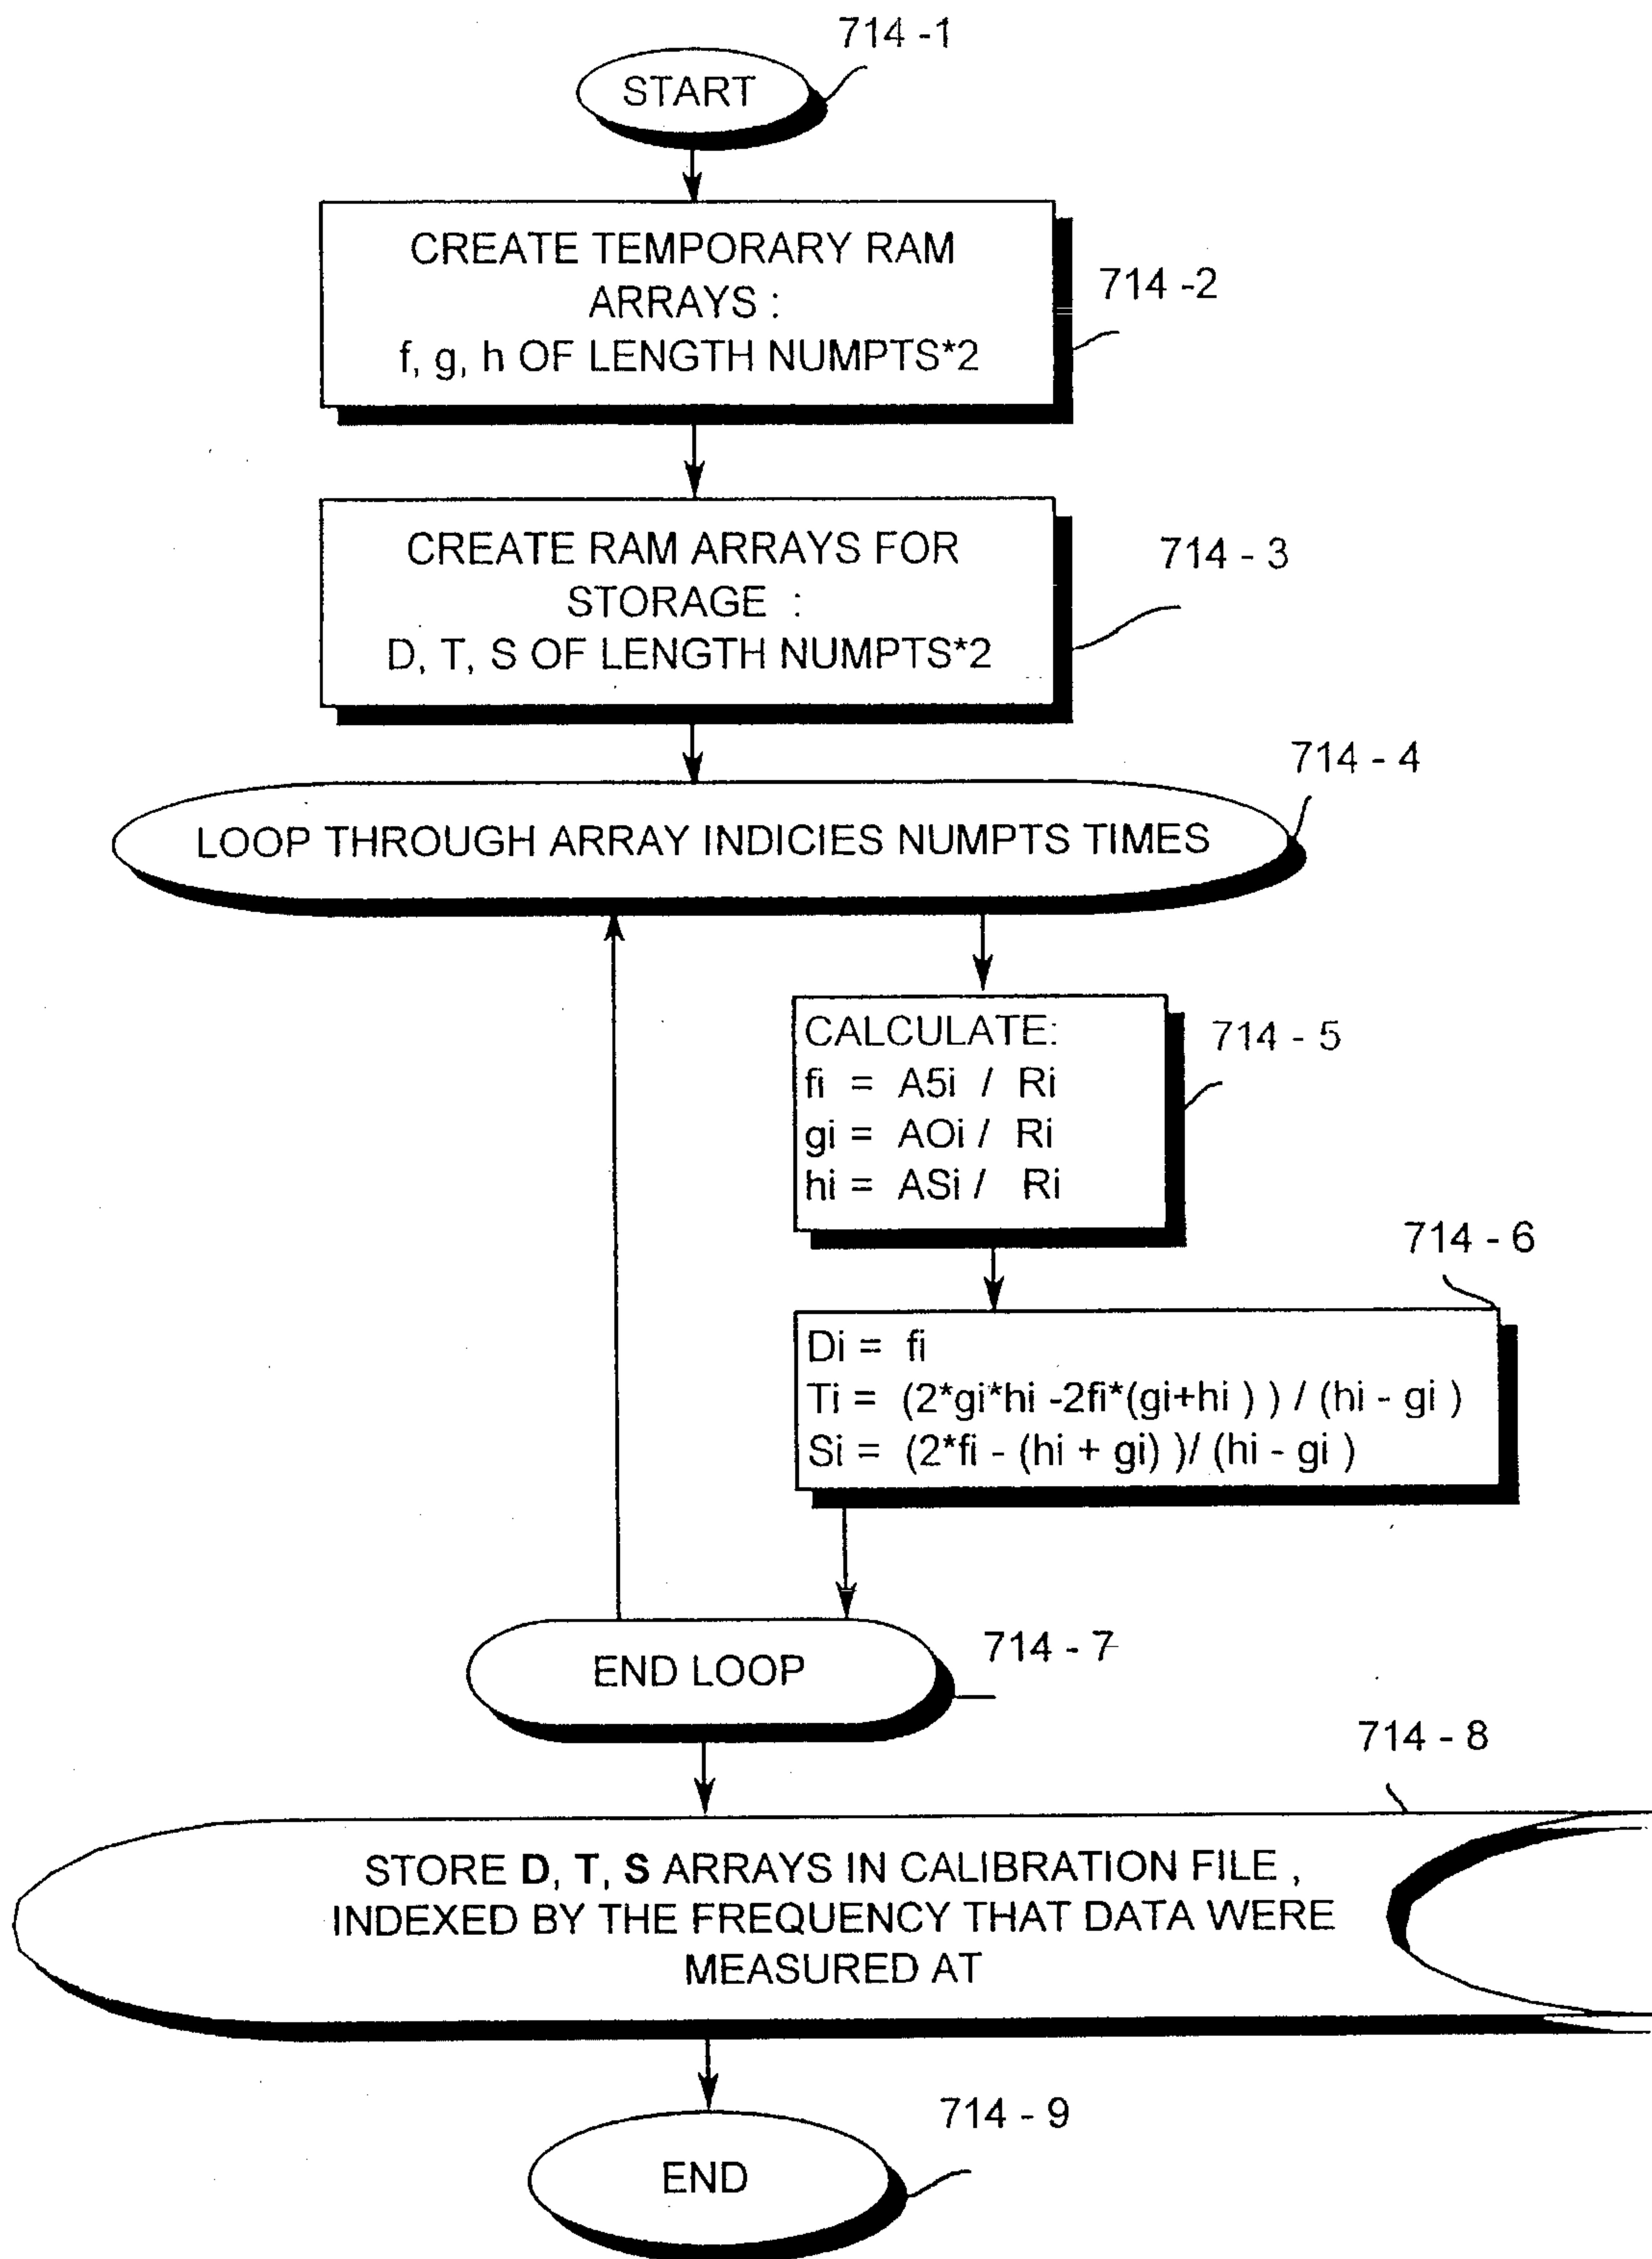 714 -1
START
CREATE TEMPORARY RAM
ARRAYS :
f, g, h OF LENGTH NUMPTS*2
714 -2
CREATE RAM ARRAYS FOR
STORAGE :
D, T, S OF LENGTH NUMPTS*2
714 - 3
714 - 4
LOOP THROUGH ARRAY INDICIES NUMPTS TIMES
CALCULATE:
fi = A5i / Ri
gi = AOi / Ri
hi = ASi / Ri
714 - 5
714 - 6
Di = fi
Ti = (2*gi*hi -2fi*(gi+hi ) ) / (hi - gi )
Si = (2*fi - (hi + gi) )/ (hi - gi )
END LOOP
714 - 7
714 - 8
STORE D, T, S ARRAYS IN CALIBRATION FILE ,
INDEXED BY THE FREQUENCY THAT DATA WERE
MEASURED AT
714 - 9
END